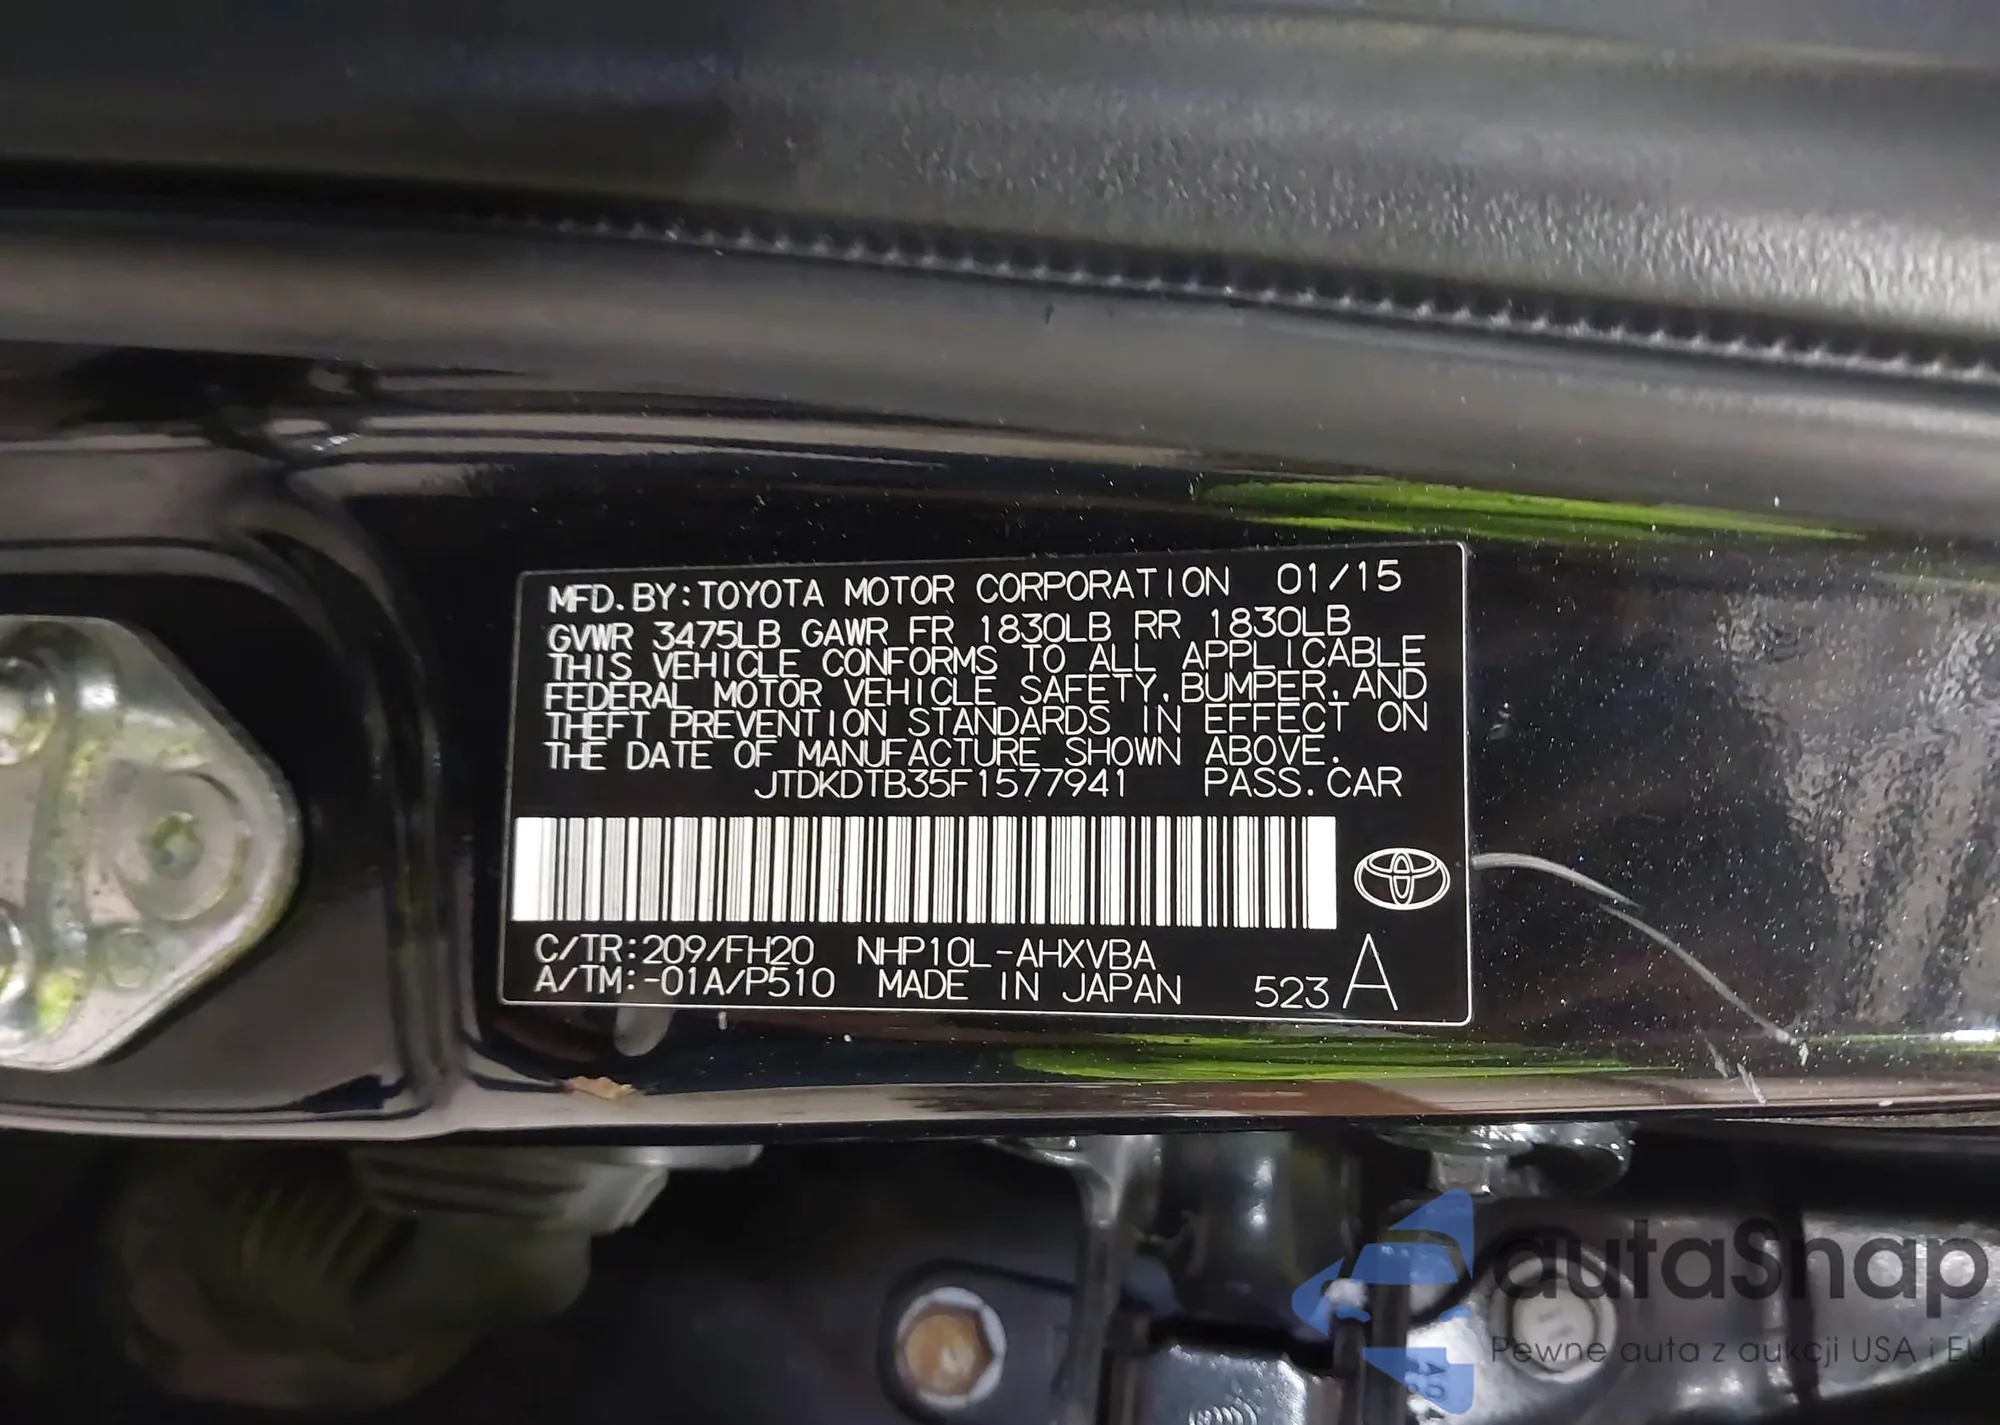 MFD. BY: TOYOTA MOTOR CORPORATION 01/15
GVWR 3475LB GAWR FR 1830LB RR 1830LB
THIS VEHICLE CONFORMS TO ALL APPLICABLE
FEDERAL MOTOR VEHICLE SAFETY, BUMPER, AND
THEFT PREVENTION STANDARDS IN EFFECT ON
THE DATE OF MANUFACTURE SHOWN ABOVE.
JTDKDTB35F1577941 PASS. CAR
C/TR: 209/FH20 NHP10L-AHXVBA
A/TM: -01A/P510 MADE IN JAPAN 523 A
autaSnap
Pewne auta z aukcji USA i EU